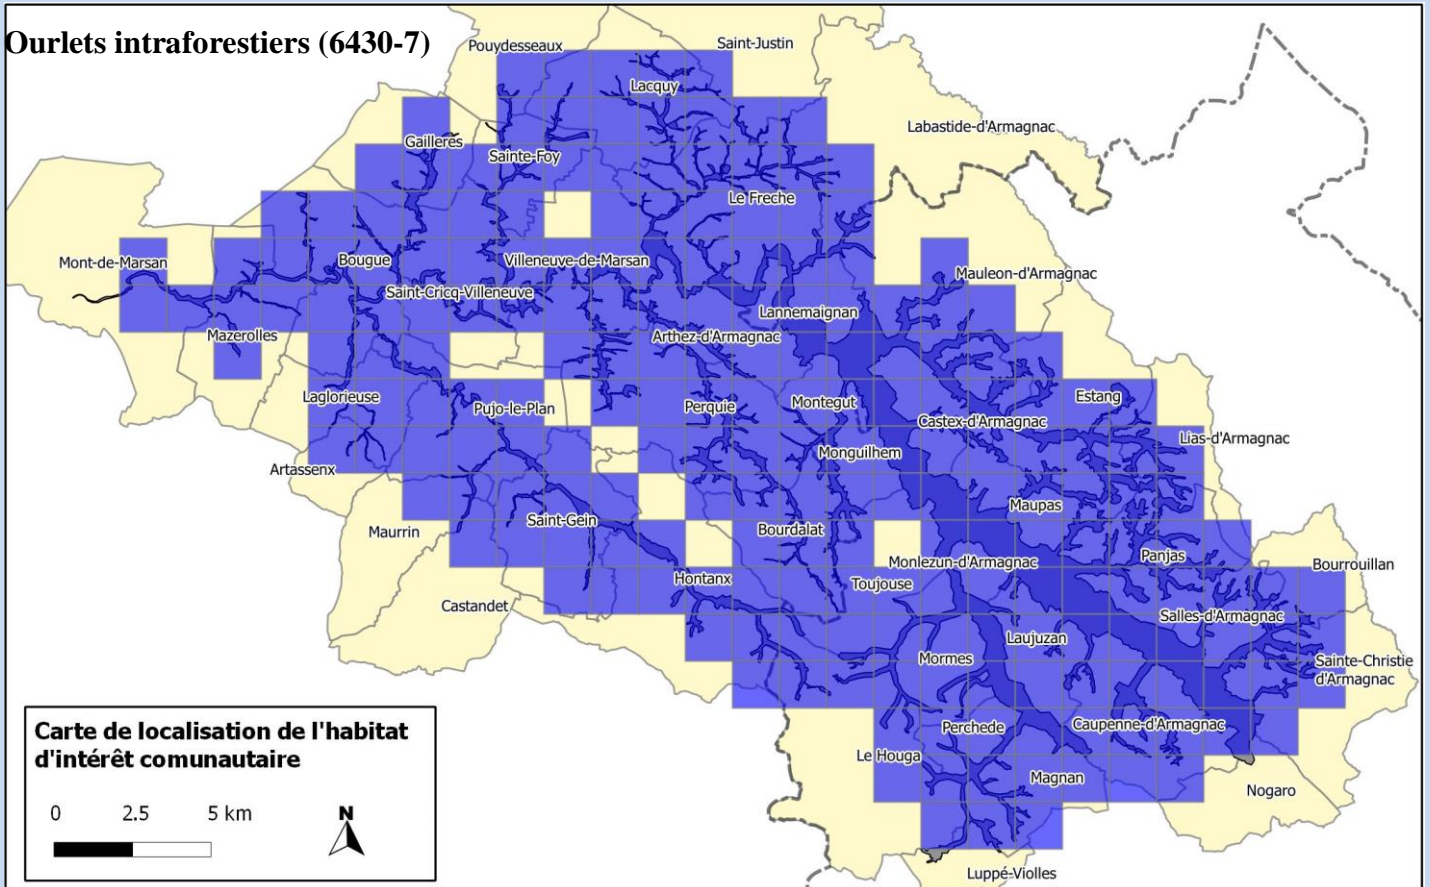 Ourlets intraforestiers (6430-7)
Pouydesseaux
Saint-Justin
Lacquy
Labastide-d'Armagnac
Gailleres
Sainte-Foy
Le Freche
Mont-de-Marsan
Bougue
Villeneuve-de-Marsan
Mauleon-d'Armagnac
Saint-Cricq-Villeneuve
Lannemaignan
Mazerolles
Arthez-d'Armagnac
Laglorieuse
Pujo-le-Plan
Perquie
Montegut
Estang
Castex-d'Armagnac
Lias-d'Armagnac
Monguilhem
Artassenx
Maupas
Saint-Gein
Maurrin
Bourdalat
Monlezun-d'Armagnac
Panjas
Bourrouillan
Hontanx
Toujouse
Castandet
Salles-d'Armagnac
Laujuzan
Mormes
Sainte-Christie
d'Armagnac
Perchede
Caupenne-d'Armagnac
Le Houga
Magnan
Nogaro
Luppé-Violles
Carte de localisation de l'habitat
d'intérêt comunautaire
0 2.5 5 km
N